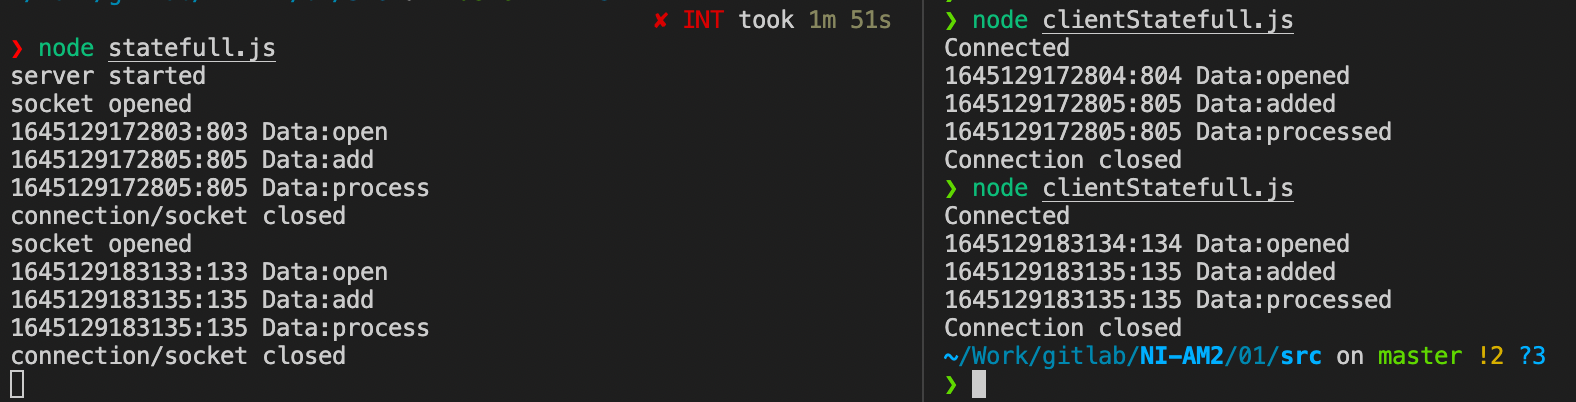 ✘ INT took 1m 51s
❯ node statefull.js
server started
socket opened
1645129172803:803 Data:open
1645129172805:805 Data:add
1645129172805:805 Data:process
connection/socket closed
socket opened
1645129183133:133 Data:open
1645129183135:135 Data:add
1645129183135:135 Data:process
connection/socket closed
❯ node clientStatefull.js
Connected
1645129172804:804 Data:opened
1645129172805:805 Data:added
1645129172805:805 Data:processed
Connection closed
❯ node clientStatefull.js
Connected
1645129183134:134 Data:opened
1645129183135:135 Data:added
1645129183135:135 Data:processed
Connection closed
~/Work/gitlab/NI-AM2/01/src on master !2 ?3
❯